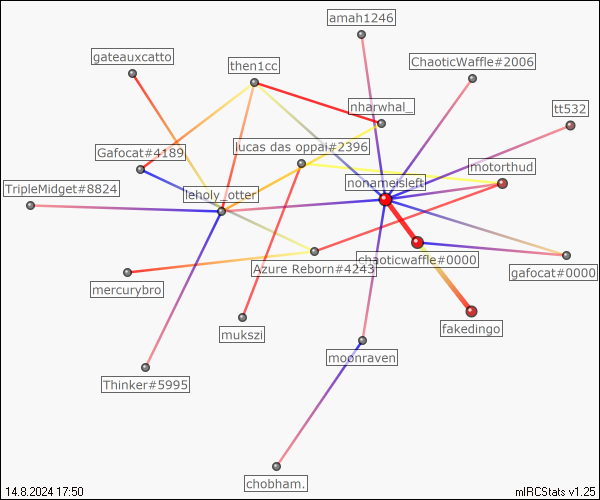 amah1246
gateauxcatto
ChaoticWaffle#2006
then1cc
nharwhal_
tt532
Gafocat#4189
lucas das oppai#2396
motorthud
TripleMidget#8824
leholy_otter
nonameisleft
Azure Reborn#4243
chaoticwaffle#0000
gafocat#0000
mercurybro
mukszi
fakedingo
moonraven
Thinker#5995
chobham.
14.8.2024 17:50
mIRCStats v1.25